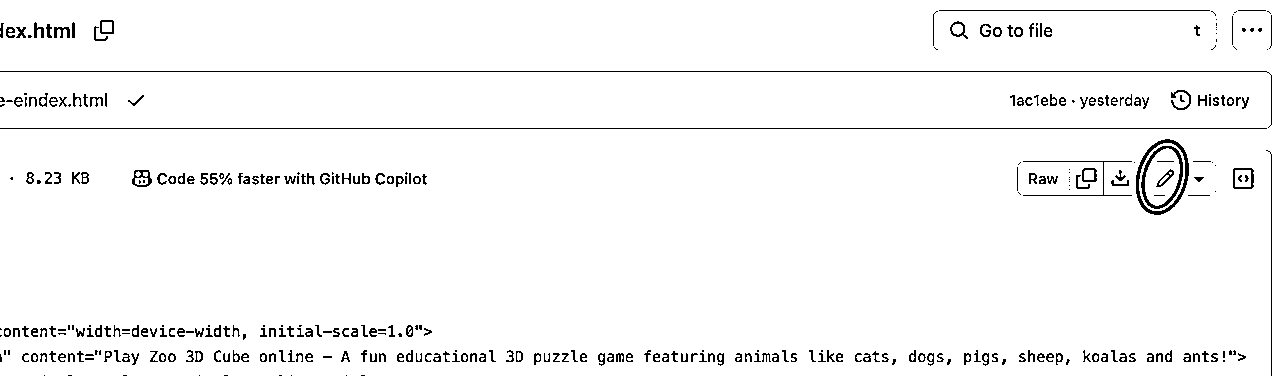 dex.html
Go to file t
e-eindex.html
1ac1ebe · yesterday History
· 8.23 KB Code 55% faster with GitHub Copilot
Raw
content="width=device-width, initial-scale=1.0">
" content="Play Zoo 3D Cube online – A fun educational 3D puzzle game featuring animals like cats, dogs, pigs, sheep, koalas and ants!">